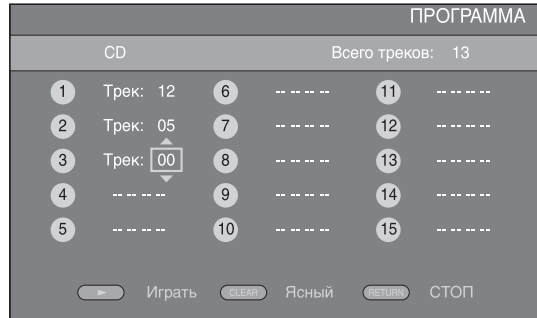 ПРОГРАММА
CD Всего треков: 13
1 Трек: 12 6 -- -- -- -- 11 -- -- -- --
2 Трек: 05 7 -- -- -- -- 12 -- -- -- --
3 Трек: 00 8 -- -- -- -- 13 -- -- -- --
4 -- -- -- -- 9 -- -- -- -- 14 -- -- -- --
5 -- -- -- -- 10 -- -- -- -- 15 -- -- -- --
Играть CLEAR Ясный RETURN СТОП